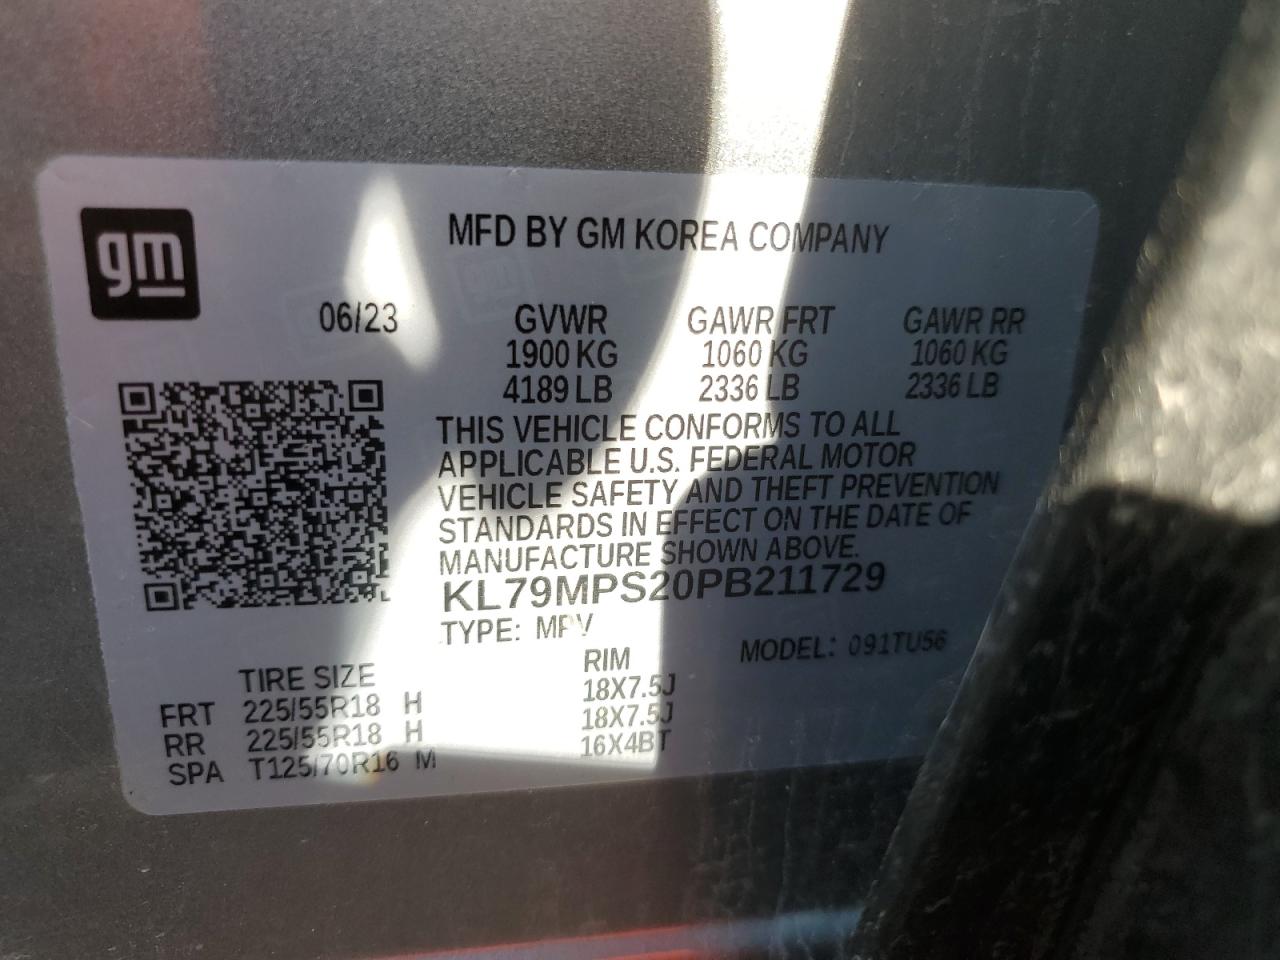 gm
MFD BY GM KOREA COMPANY
06/23 GVWR GAWR FRT GAWR RR
1900 KG 1060 KG 1060 KG
4189 LB 2336 LB 2336 LB
THIS VEHICLE CONFORMS TO ALL
APPLICABLE U.S. FEDERAL MOTOR
VEHICLE SAFETY AND THEFT PREVENTION
STANDARDS IN EFFECT ON THE DATE OF
MANUFACTURE SHOWN ABOVE.
KL79MPS20PB211729
TYPE: MPV MODEL: 091TU56
TIRE SIZE RIM
FRT 225/55R18 H 18X7.5J
RR 225/55R18 H 18X7.5J
SPA T125/70R16 M 16X4BT